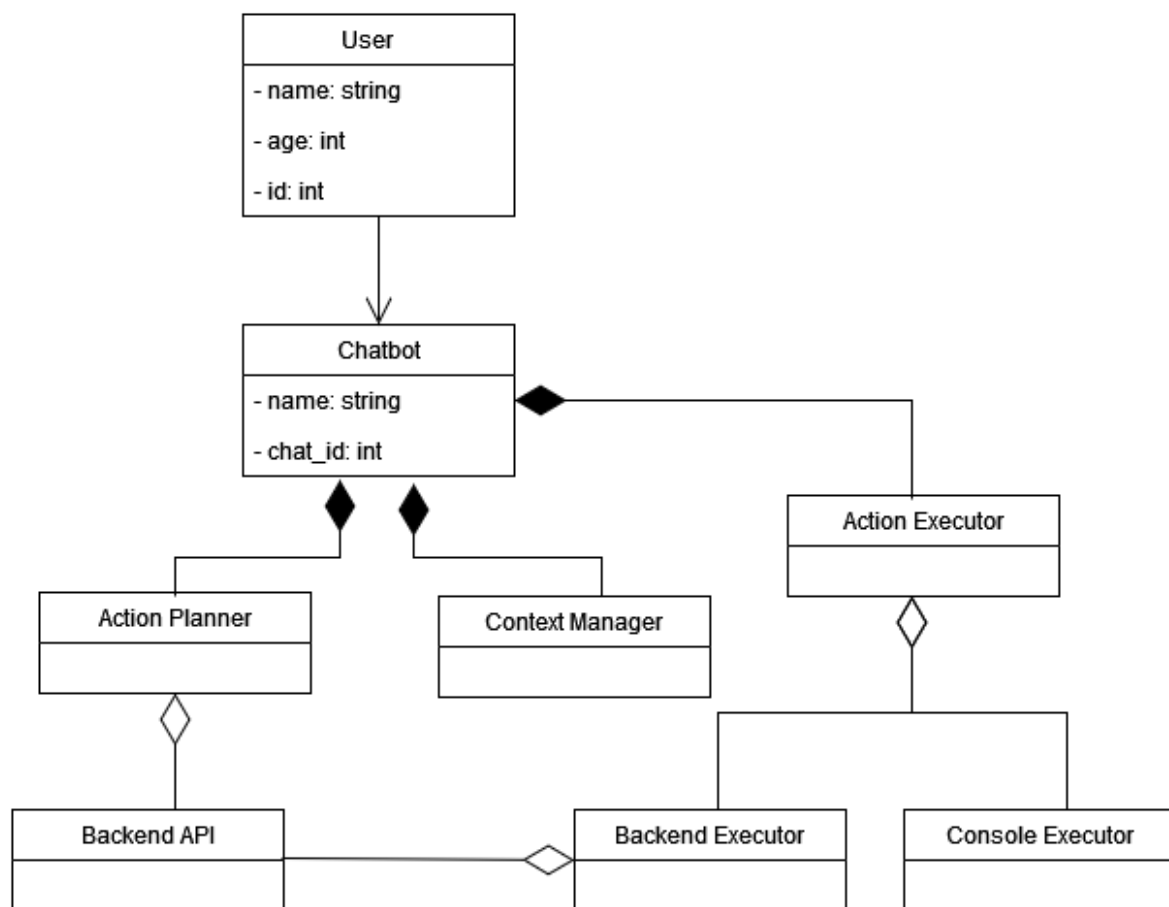 User
- name: string
- age: int
- id: int
Chatbot
- name: string
- chat_id: int
Action Executor
Action Planner
Context Manager
Backend API
Backend Executor
Console Executor